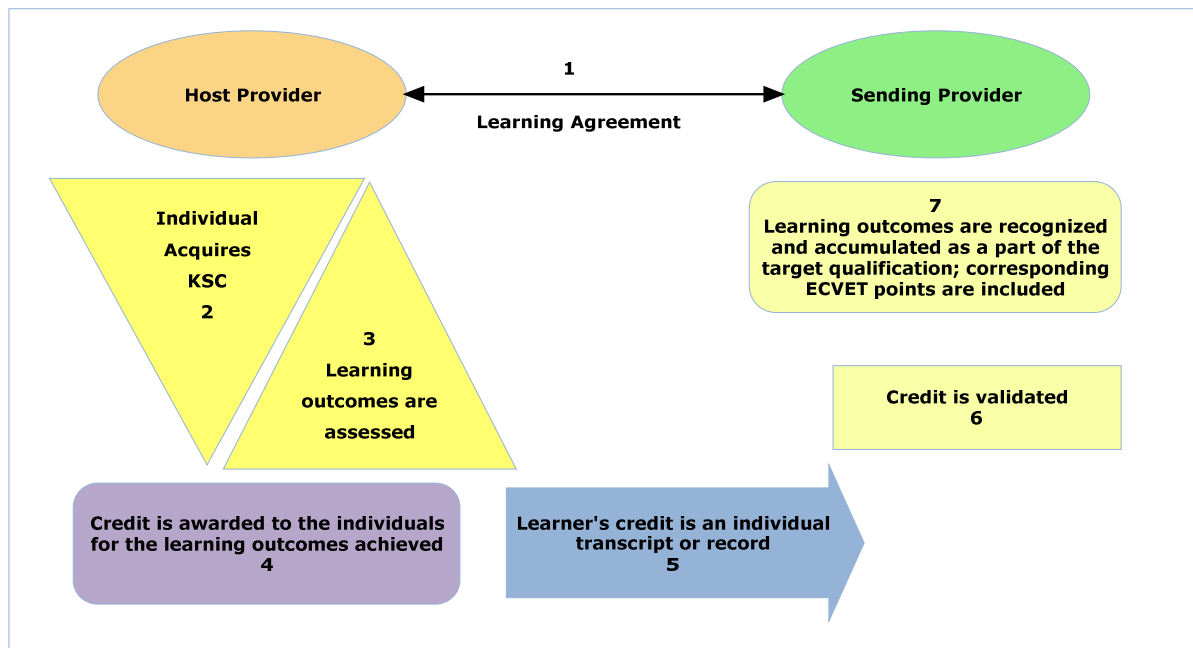 Host Provider
1
Learning Agreement
Sending Provider
Individual
Acquires
KSC
2
3
Learning
outcomes are
assessed
Credit is awarded to the individuals
for the learning outcomes achieved
4
Learner's credit is an individual
transcript or record
5
Credit is validated
6
7
Learning outcomes are recognized
and accumulated as a part of the
target qualification; corresponding
ECVET points are included